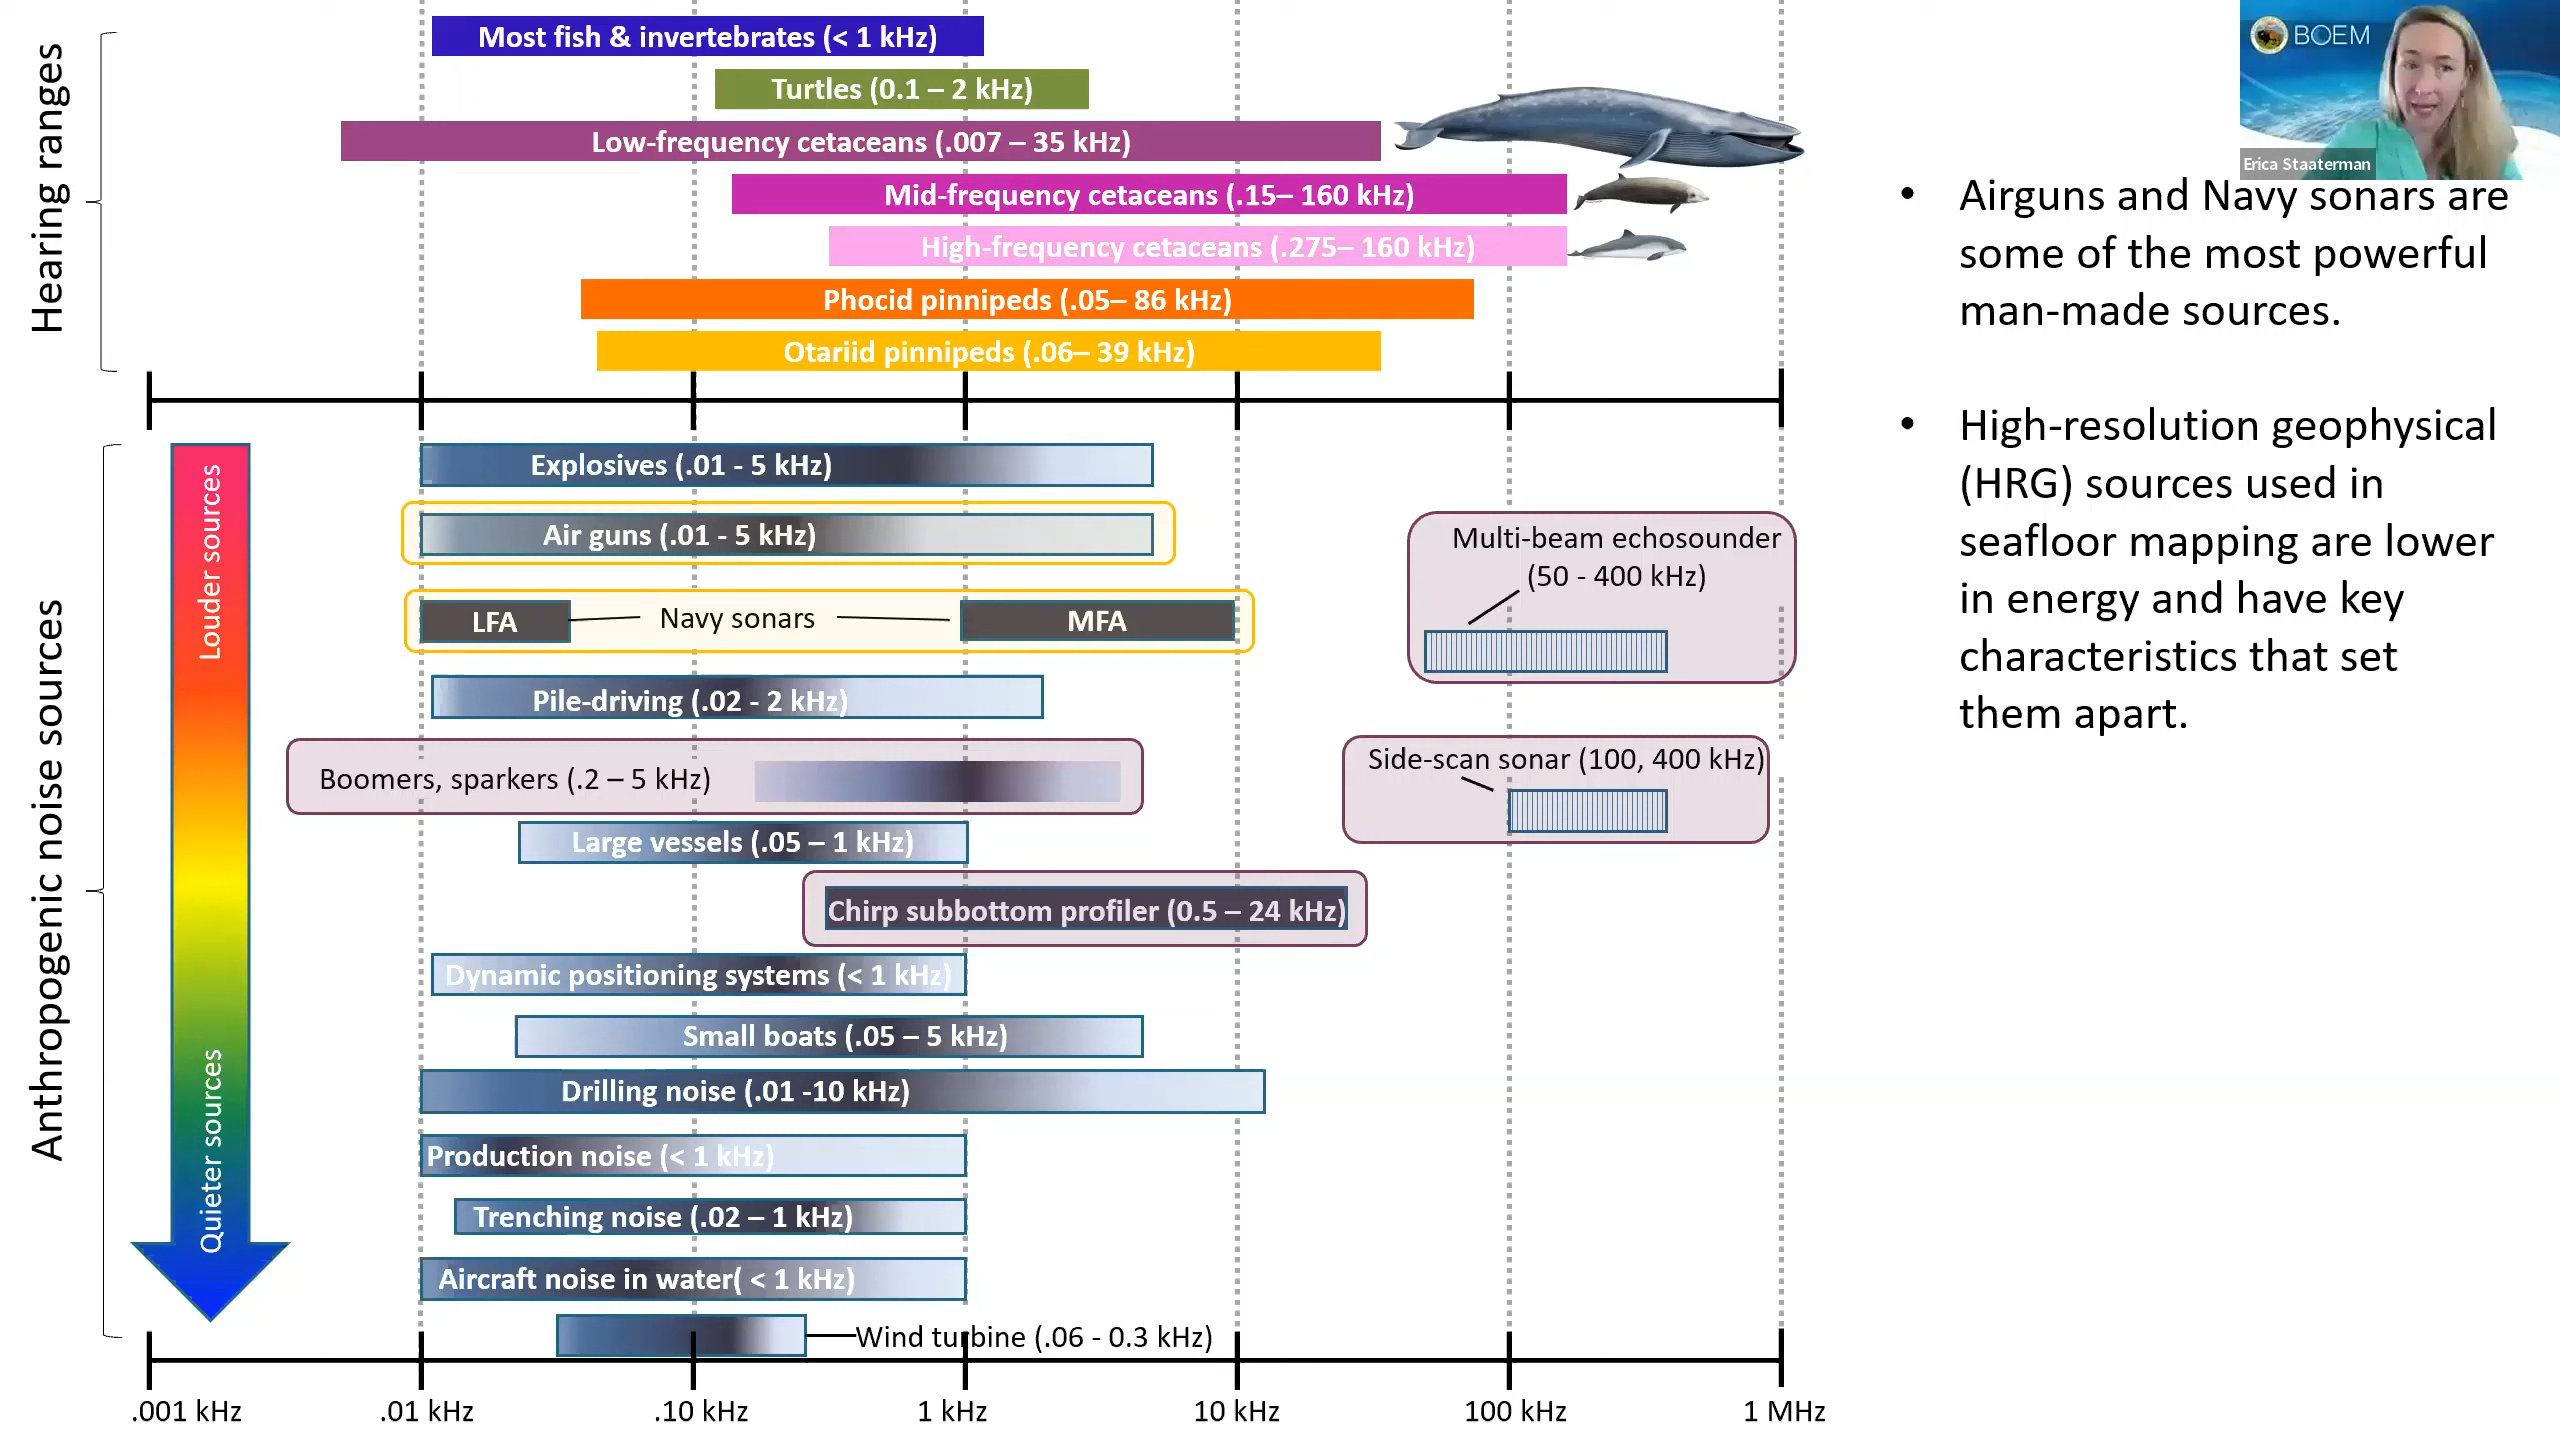 Hearing ranges
Most fish & invertebrates (< 1 kHz)
Turtles (0.1 – 2 kHz)
Low-frequency cetaceans (.007 – 35 kHz)
Mid-frequency cetaceans (.15– 160 kHz)
High-frequency cetaceans (.275– 160 kHz)
Phocid pinnipeds (.05– 86 kHz)
Otariid pinnipeds (.06– 39 kHz)
Anthropogenic noise sources
Louder sources
Quieter sources
Explosives (.01 - 5 kHz)
Air guns (.01 - 5 kHz)
LFA
Navy sonars
MFA
Pile-driving (.02 - 2 kHz)
Boomers, sparkers (.2 – 5 kHz)
Large vessels (.05 – 1 kHz)
Chirp subbottom profiler (0.5 – 24 kHz)
Dynamic positioning systems (< 1 kHz)
Small boats (.05 – 5 kHz)
Drilling noise (.01 -10 kHz)
Production noise (< 1 kHz)
Trenching noise (.02 – 1 kHz)
Aircraft noise in water( < 1 kHz)
Wind turbine (.06 - 0.3 kHz)
Multi-beam echosounder
(50 - 400 kHz)
Side-scan sonar (100, 400 kHz)
.001 kHz
.01 kHz
.10 kHz
1 kHz
10 kHz
100 kHz
1 MHz
BOEM
Erica Staaterman
• Airguns and Navy sonars are
some of the most powerful
man-made sources.
• High-resolution geophysical
(HRG) sources used in
seafloor mapping are lower
in energy and have key
characteristics that set
them apart.